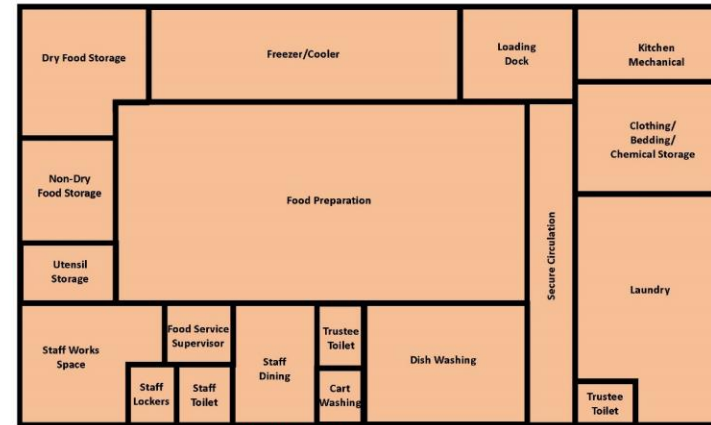 Dry Food Storage
Freezer/Cooler
Loading
Dock
Kitchen
Mechanical
Clothing/
Bedding/
Chemical Storage
Non-Dry
Food Storage
Food Preparation
Secure Circulation
Utensil
Storage
Laundry
Staff Works
Space
Food Service
Supervisor
Staff
Dining
Trustee
Toilet
Dish Washing
Staff
Lockers
Staff
Toilet
Cart
Washing
Trustee
Toilet